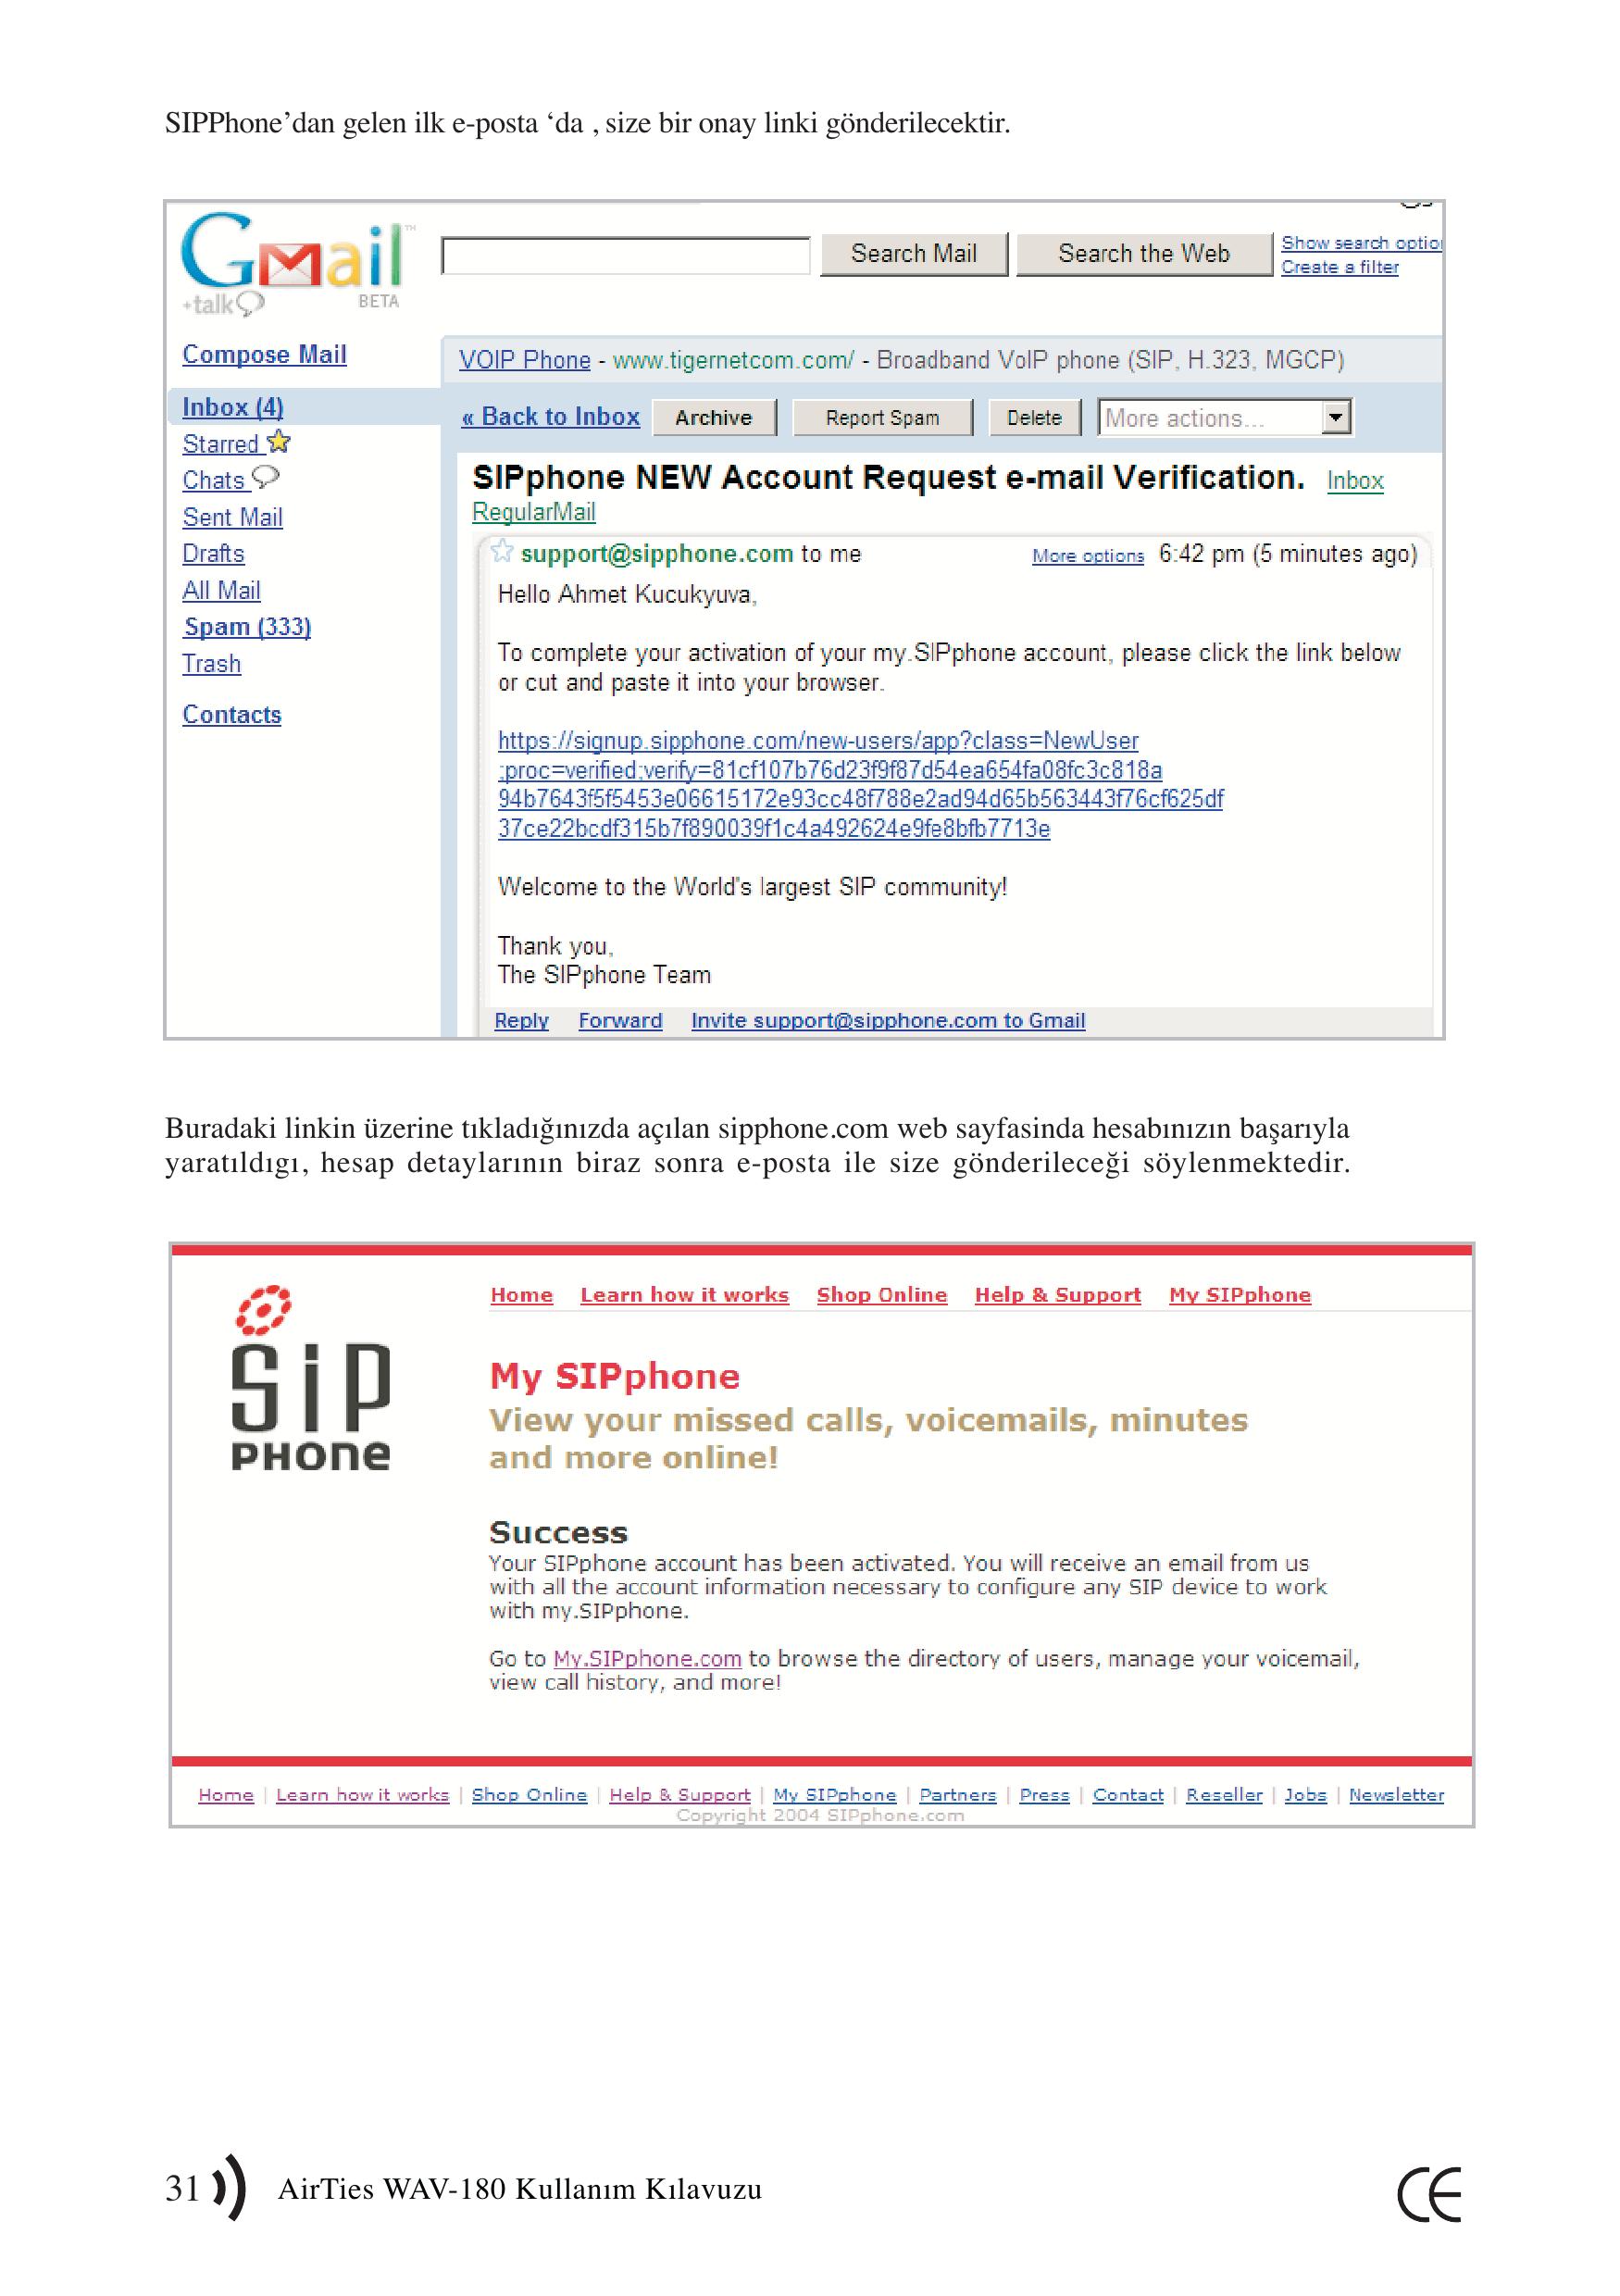 SIPPhone’dan gelen ilk e-posta ‘da , size bir onay linki gönderilecektir.
Gmail™
+talk BETA
Search Mail
Search the Web
Create a filter
Compose Mail
Inbox (4)
Starred
Chats
Sent Mail
Drafts
All Mail
Spam (333)
Trash
Contacts
VOIP Phone - www.tigernetcom.com/ - Broadband VoIP phone (SIP, H.323, MGCP)
« Back to Inbox Archive Report Spam Delete More actions...
SIPphone NEW Account Request e-mail Verification. Inbox
RegularMail
support@sipphone.com to me More options 6:42 pm (5 minutes ago)
Hello Ahmet Kucukyuva,
To complete your activation of your my.SIPphone account, please click the link below
or cut and paste it into your browser.
https://signup.sipphone.com/new-users/app?class=NewUser
;proc=verified;verify=81cf107b76d23f9f87d54ea654fa08fc3c818a
94b7643f5f5453e06615172e93cc48f788e2ad94d65b563443f76cf625df
37ce22bcdf315b7f890039f1c4a492624e9fe8bfb7713e
Welcome to the World's largest SIP community!
Thank you,
The SIPphone Team
Reply Forward Invite support@sipphone.com to Gmail
Buradaki linkin üzerine tıkladığınızda açılan sipphone.com web sayfasinda hesabınızın başarıyla
yaratıldıgı, hesap detaylarının biraz sonra e-posta ile size gönderileceği söylenmektedir.
SiP
PHOne
Home Learn how it works Shop Online Help & Support My SIPphone
My SIPphone
View your missed calls, voicemails, minutes
and more online!
Success
Your SIPphone account has been activated. You will receive an email from us
with all the account information necessary to configure any SIP device to work
with my.SIPphone.
Go to My.SIPphone.com to browse the directory of users, manage your voicemail,
view call history, and more!
Home | Learn how it works | Shop Online | Help & Support | My SIPphone | Partners | Press | Contact | Reseller | Jobs | Newsletter
Copyright 2004 SIPphone.com
31 AirTies WAV-180 Kullanım Kılavuzu
CE